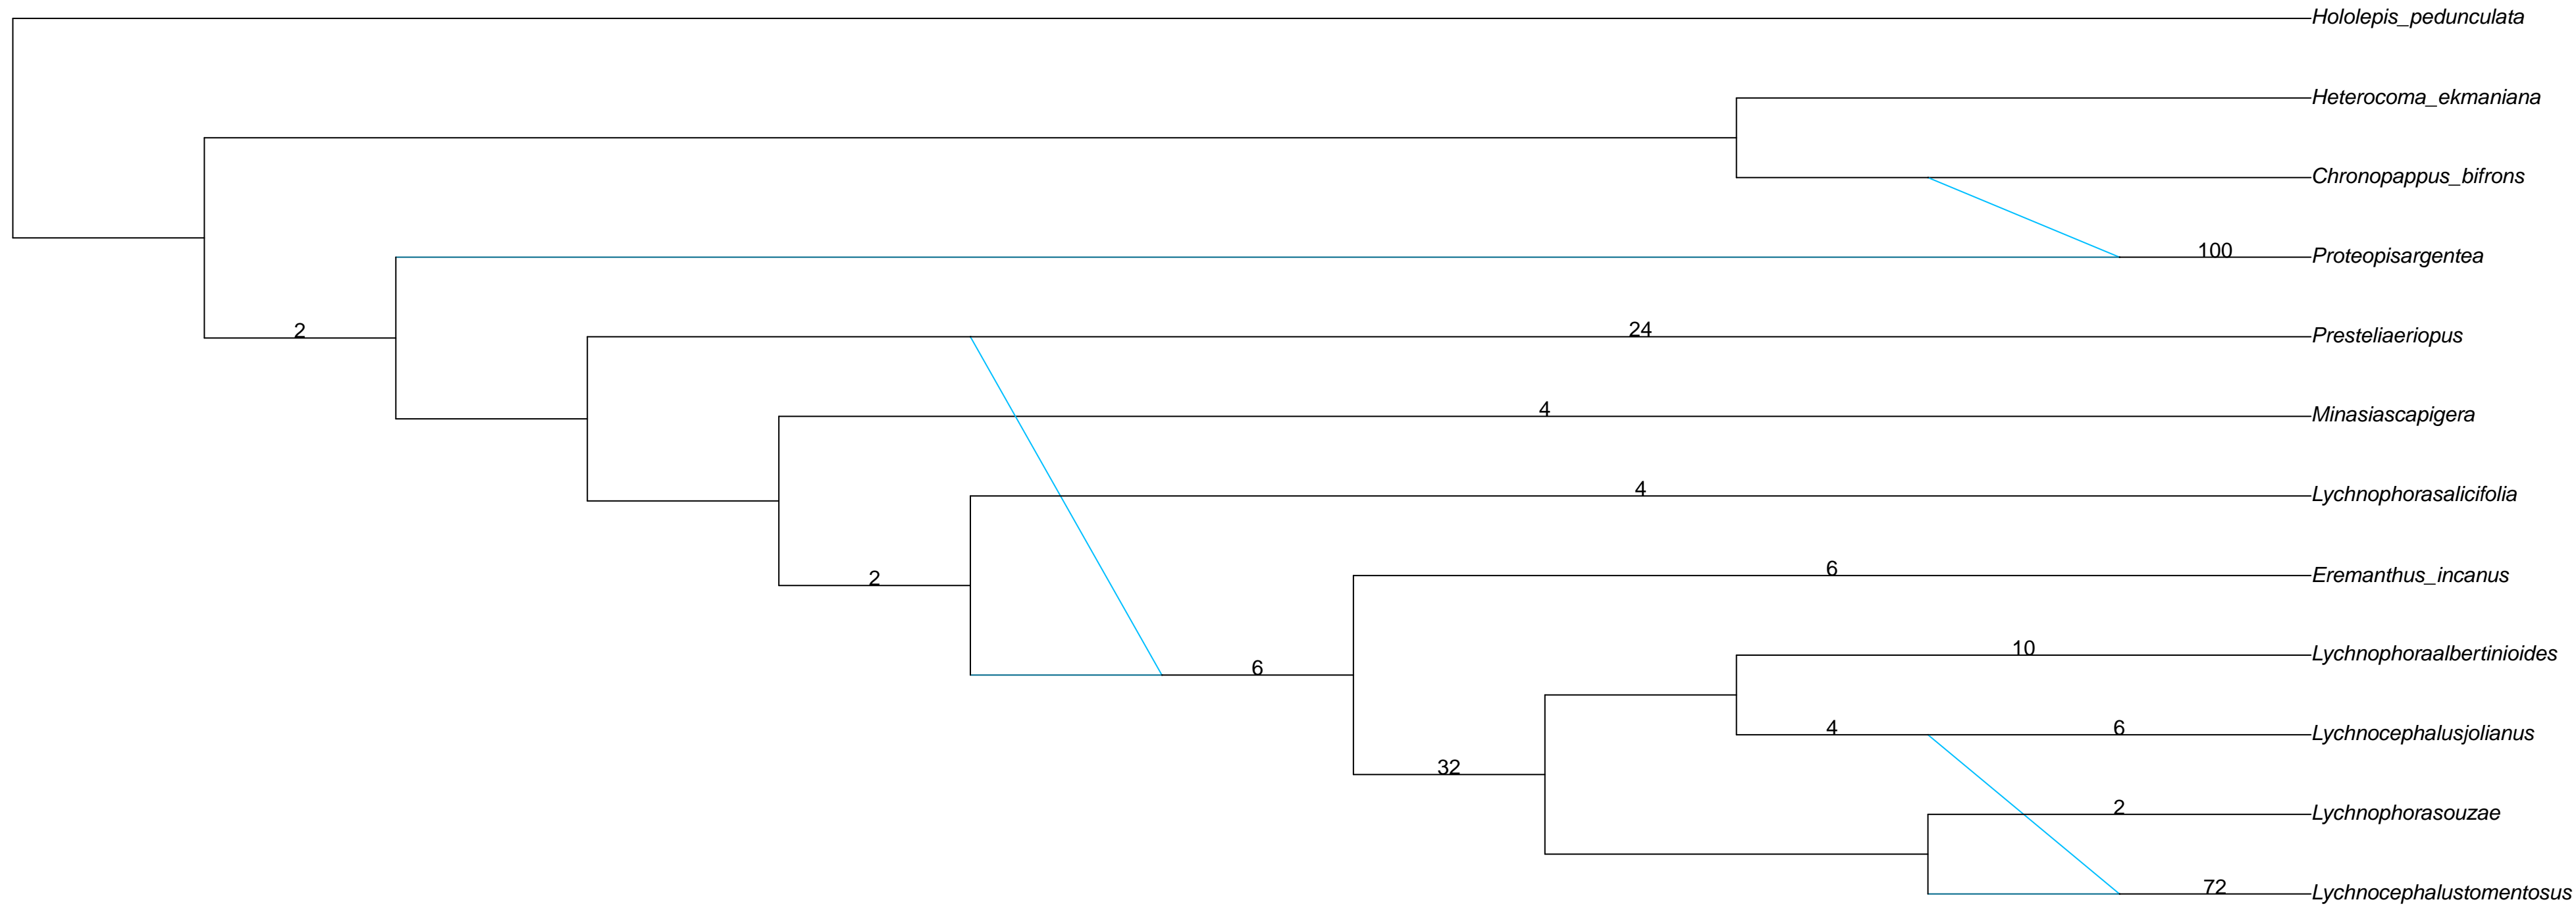 Hololepis_pedunculata
Heterocoma_ekmaniana
Chronopappus_bifrons
100 Proteopisargentea
2
24 Presteliaeriopus
4 Minasiascapigera
4 Lychnophorasalicifolia
2
6 Eremanthus_incanus
10 Lychnophoraalbertinioides
6
4 6 Lychnocephalusjolianus
32
2 Lychnophorasouzae
72 Lychnocephalustomentosus